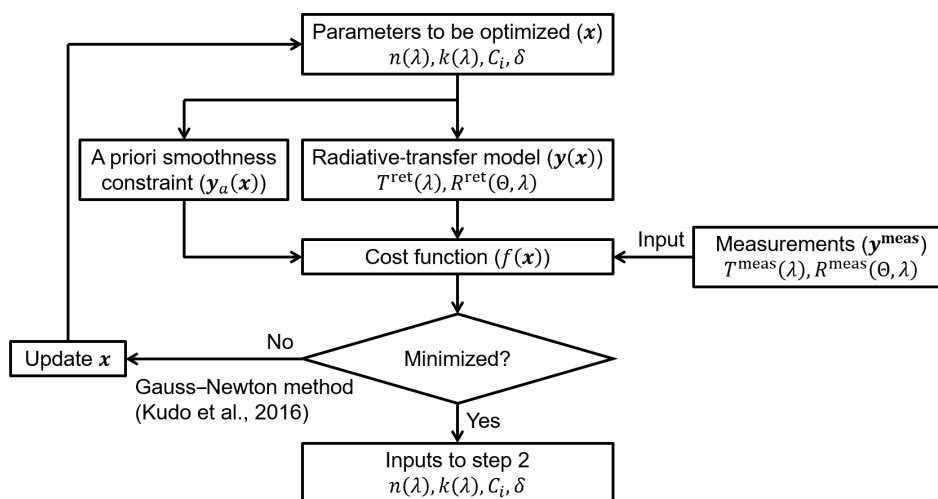 Parameters to be optimized (x)
n(λ), k(λ), C_i, δ
A priori smoothness
constraint (y_a(x))
Radiative-transfer model (y(x))
T^ret(λ), R^ret(Θ, λ)
Cost function (f(x))
Input
Measurements (y^meas)
T^meas(λ), R^meas(Θ, λ)
Minimized?
No
Update x
Gauss–Newton method
(Kudo et al., 2016)
Yes
Inputs to step 2
n(λ), k(λ), C_i, δ